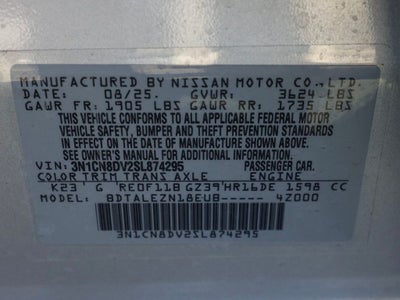 MANUFACTURED BY NISSAN MOTOR CO.,LTD.
DATE: 08/25. GVWR: 3624 LBS
GAWR FR: 1905 LBS GAWR RR: 1735 LBS
THIS VEHICLE CONFORMS TO ALL APPLICABLE
FEDERAL MOTOR
VEHICLE SAFETY, BUMPER AND THEFT PREVENTION
STANDARDS IN EFFECT ON THE DATE OF
MANUFACTURE SHOWN ABOVE.
SEE OWNER'S MANUAL FOR ADDITIONAL INFORMATION.
VIN: 3N1CN8DV2SL874295 PASSENGER CAR.
COLOR TRIM TRANS AXLE ENGINE
K23 G RE0F11B GZ39 HR16DE 1598 CC
MODEL: BDTALEZN18EUB----- 4Z000
3N1CN8DV2SL874295